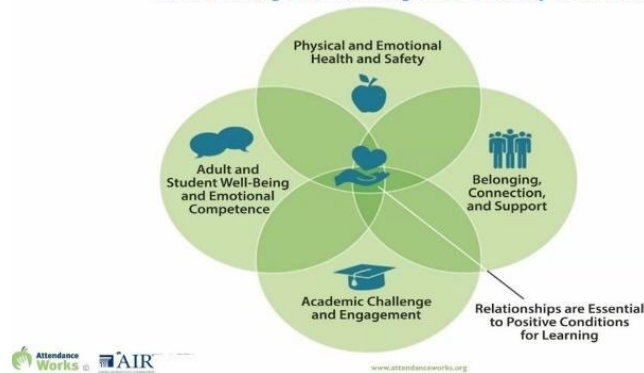 Physical and Emotional
Health and Safety
Adult and
Student Well-Being
and Emotional
Competence
Belonging,
Connection,
and Support
Academic Challenge
and Engagement
Relationships are Essential
to Positive Conditions
for Learning
Attendance
Works ©
AIR
www.attendanceworks.org